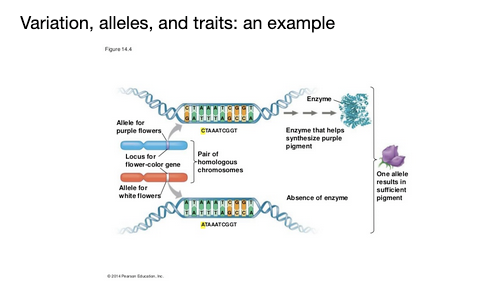 Variation, alleles, and traits: an example
Figure 14.4
Enzyme
C T A A A T C G G T
G A T T T A G C C A
Allele for
purple flowers
CTAAATCGGT
Enzyme that helps
synthesize purple
pigment
Locus for
flower-color gene
Pair of
homologous
chromosomes
One allele
results in
sufficient
pigment
Allele for
white flowers
Absence of enzyme
A T A A A T C G G T
T A T T T A G C C A
ATAAATCGGT
© 2014 Pearson Education, Inc.